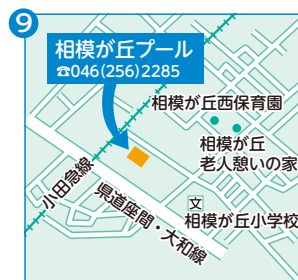 9
相模が丘プール
☎046(256)2285
相模が丘西保育園
相模が丘
老人憩いの家
小田急線
文
相模が丘小学校
県道座間・大和線